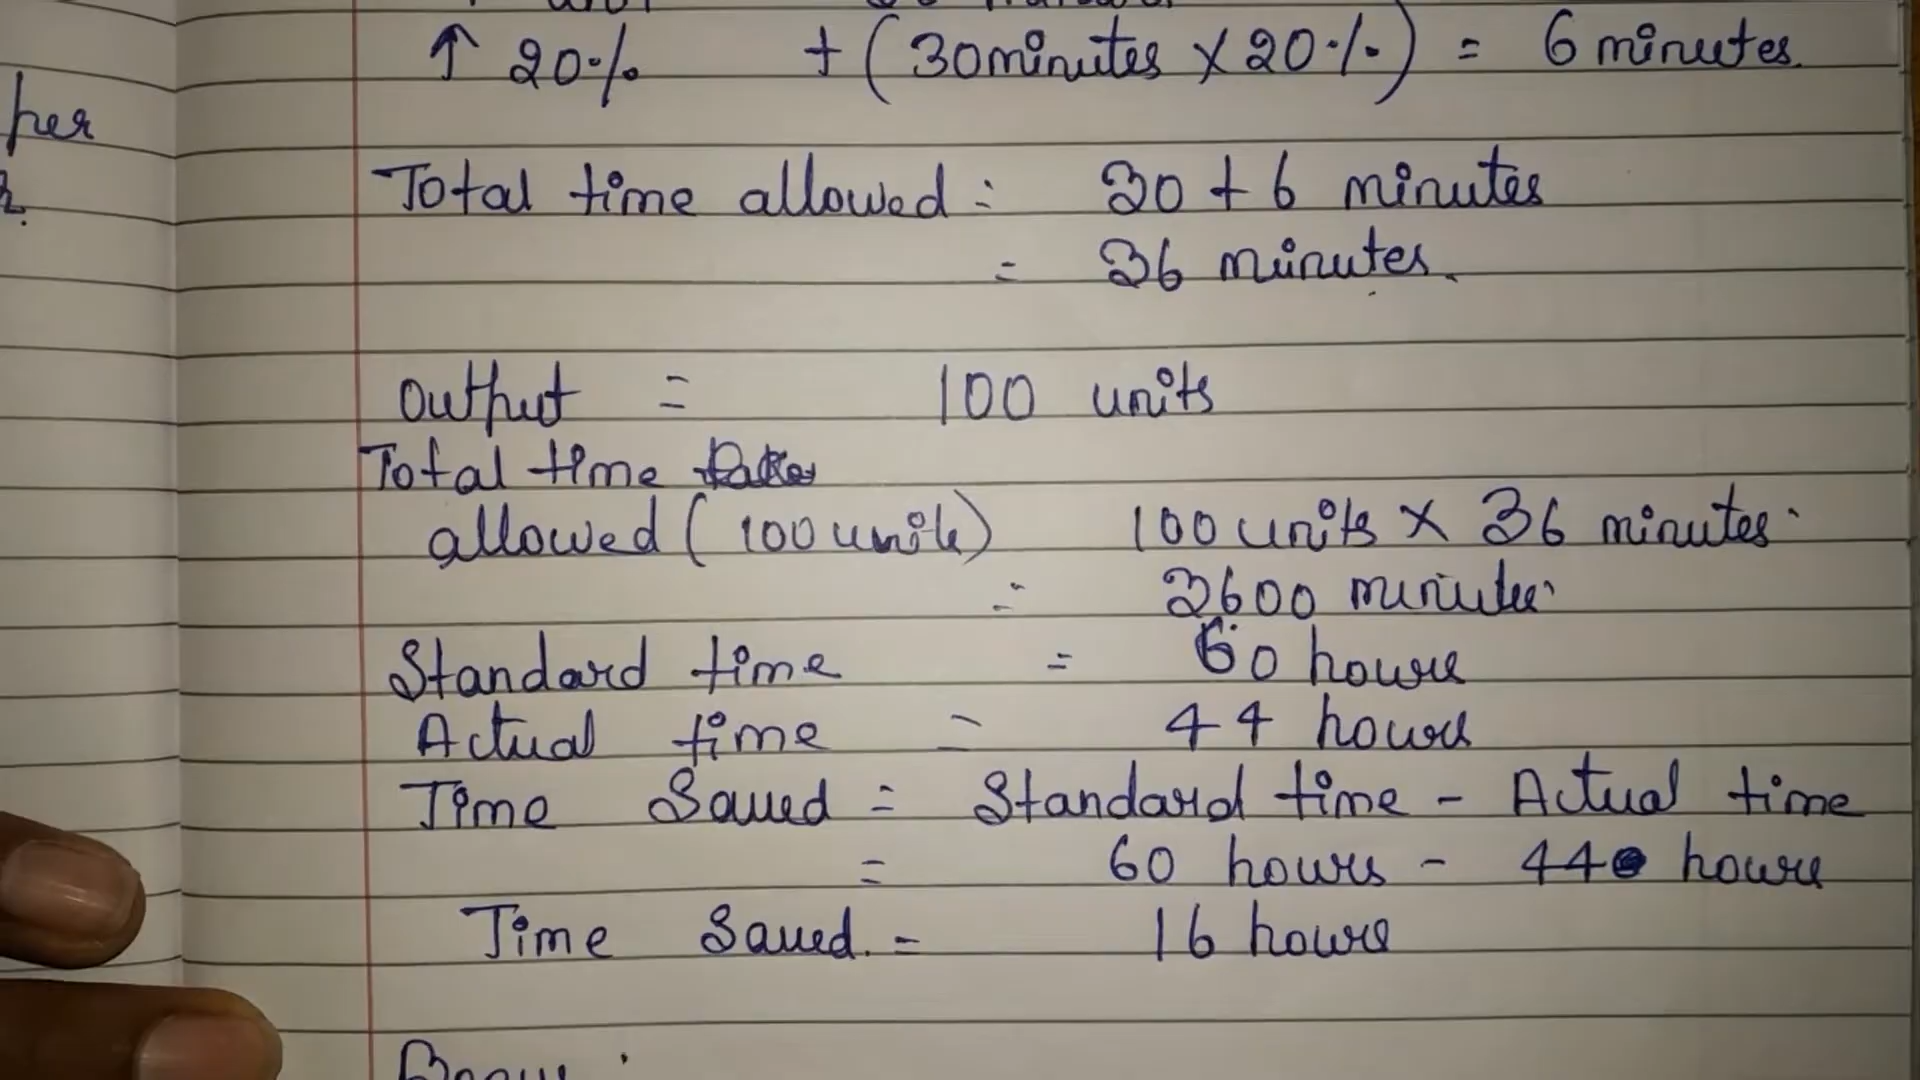 per
↑ 20% + (30minutes × 20%) = 6 minutes.
Total time allowed = 30 + 6 minutes
= 36 minutes.
Output = 100 units
Total time
allowed (100 units) 100 units × 36 minutes.
= 3600 minutes.
Standard time = 60 hours
Actual time = 44 hours
Time Saved = Standard time - Actual time
= 60 hours - 44 hours
Time Saved. = 16 hours